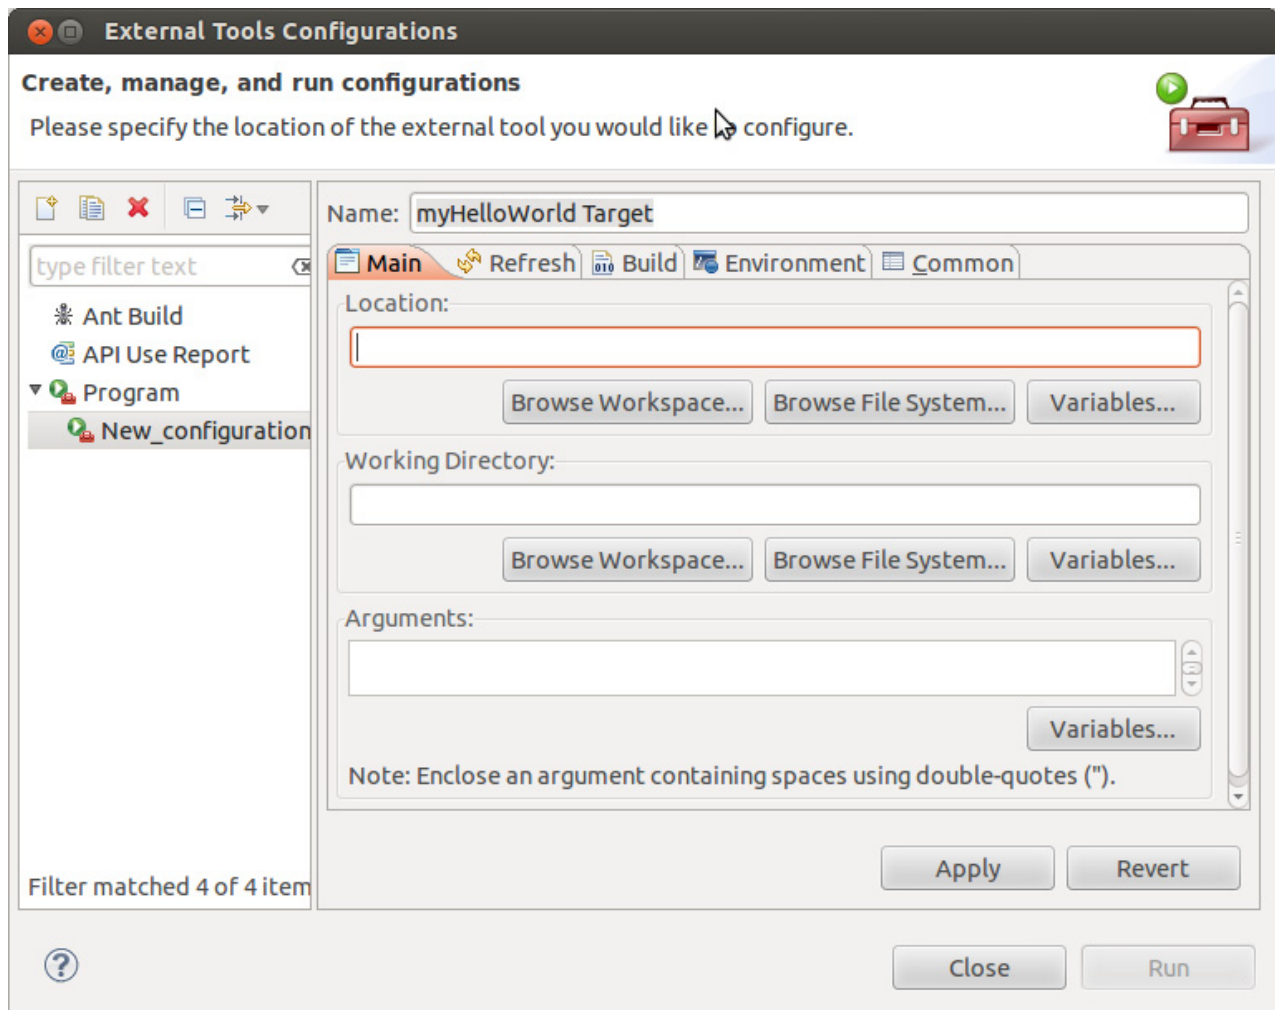 External Tools Configurations
Create, manage, and run configurations
Please specify the location of the external tool you would like to configure.
Name: myHelloWorld Target
type filter text
Main Refresh Build Environment Common
Ant Build
API Use Report
Program
New_configuration
Filter matched 4 of 4 item
Location:
Browse Workspace... Browse File System... Variables...
Working Directory:
Browse Workspace... Browse File System... Variables...
Arguments:
Variables...
Note: Enclose an argument containing spaces using double-quotes (").
Apply Revert
Close Run